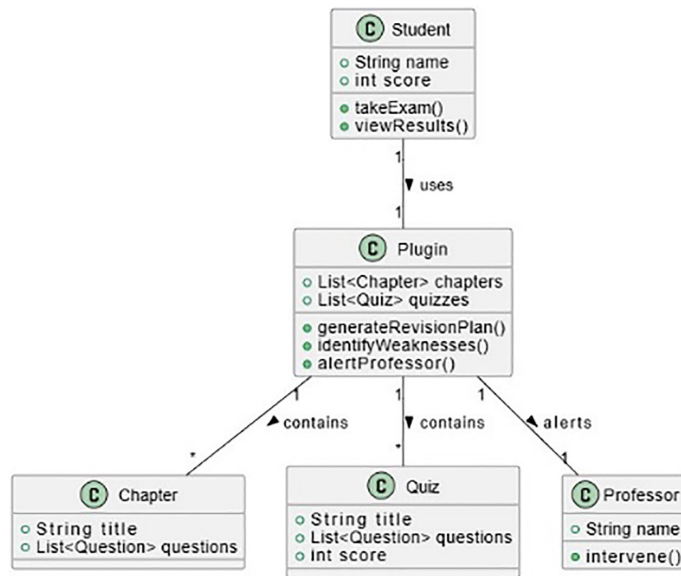 C Student
String name
int score
takeExam()
viewResults()
1
uses
1
C Plugin
List<Chapter> chapters
List<Quiz> quizzes
generateRevisionPlan()
identifyWeaknesses()
alertProfessor()
1 1 1
contains contains alerts
* * 1
C Chapter
String title
List<Question> questions
C Quiz
String title
List<Question> questions
int score
C Professor
String name
intervene()